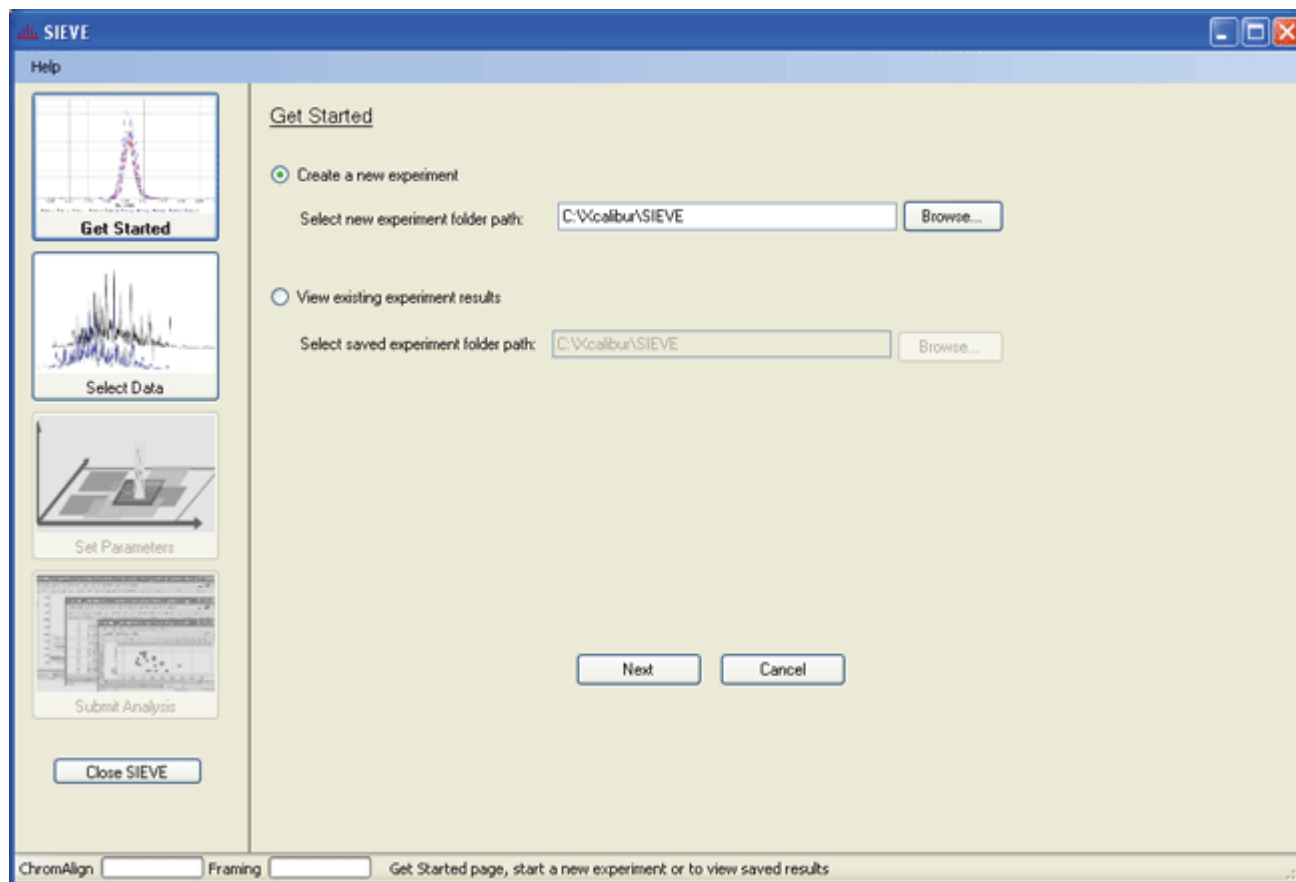 SIEVE
Help
Get Started
Select Data
Set Parameters
Submit Analysis
Close SIEVE
Get Started
Create a new experiment
Select new experiment folder path: C:\Xcalibur\SIEVE Browse...
View existing experiment results
Select saved experiment folder path: C:\Xcalibur\SIEVE Browse...
Next Cancel
ChromAlign Framing Get Started page, start a new experiment or to view saved results